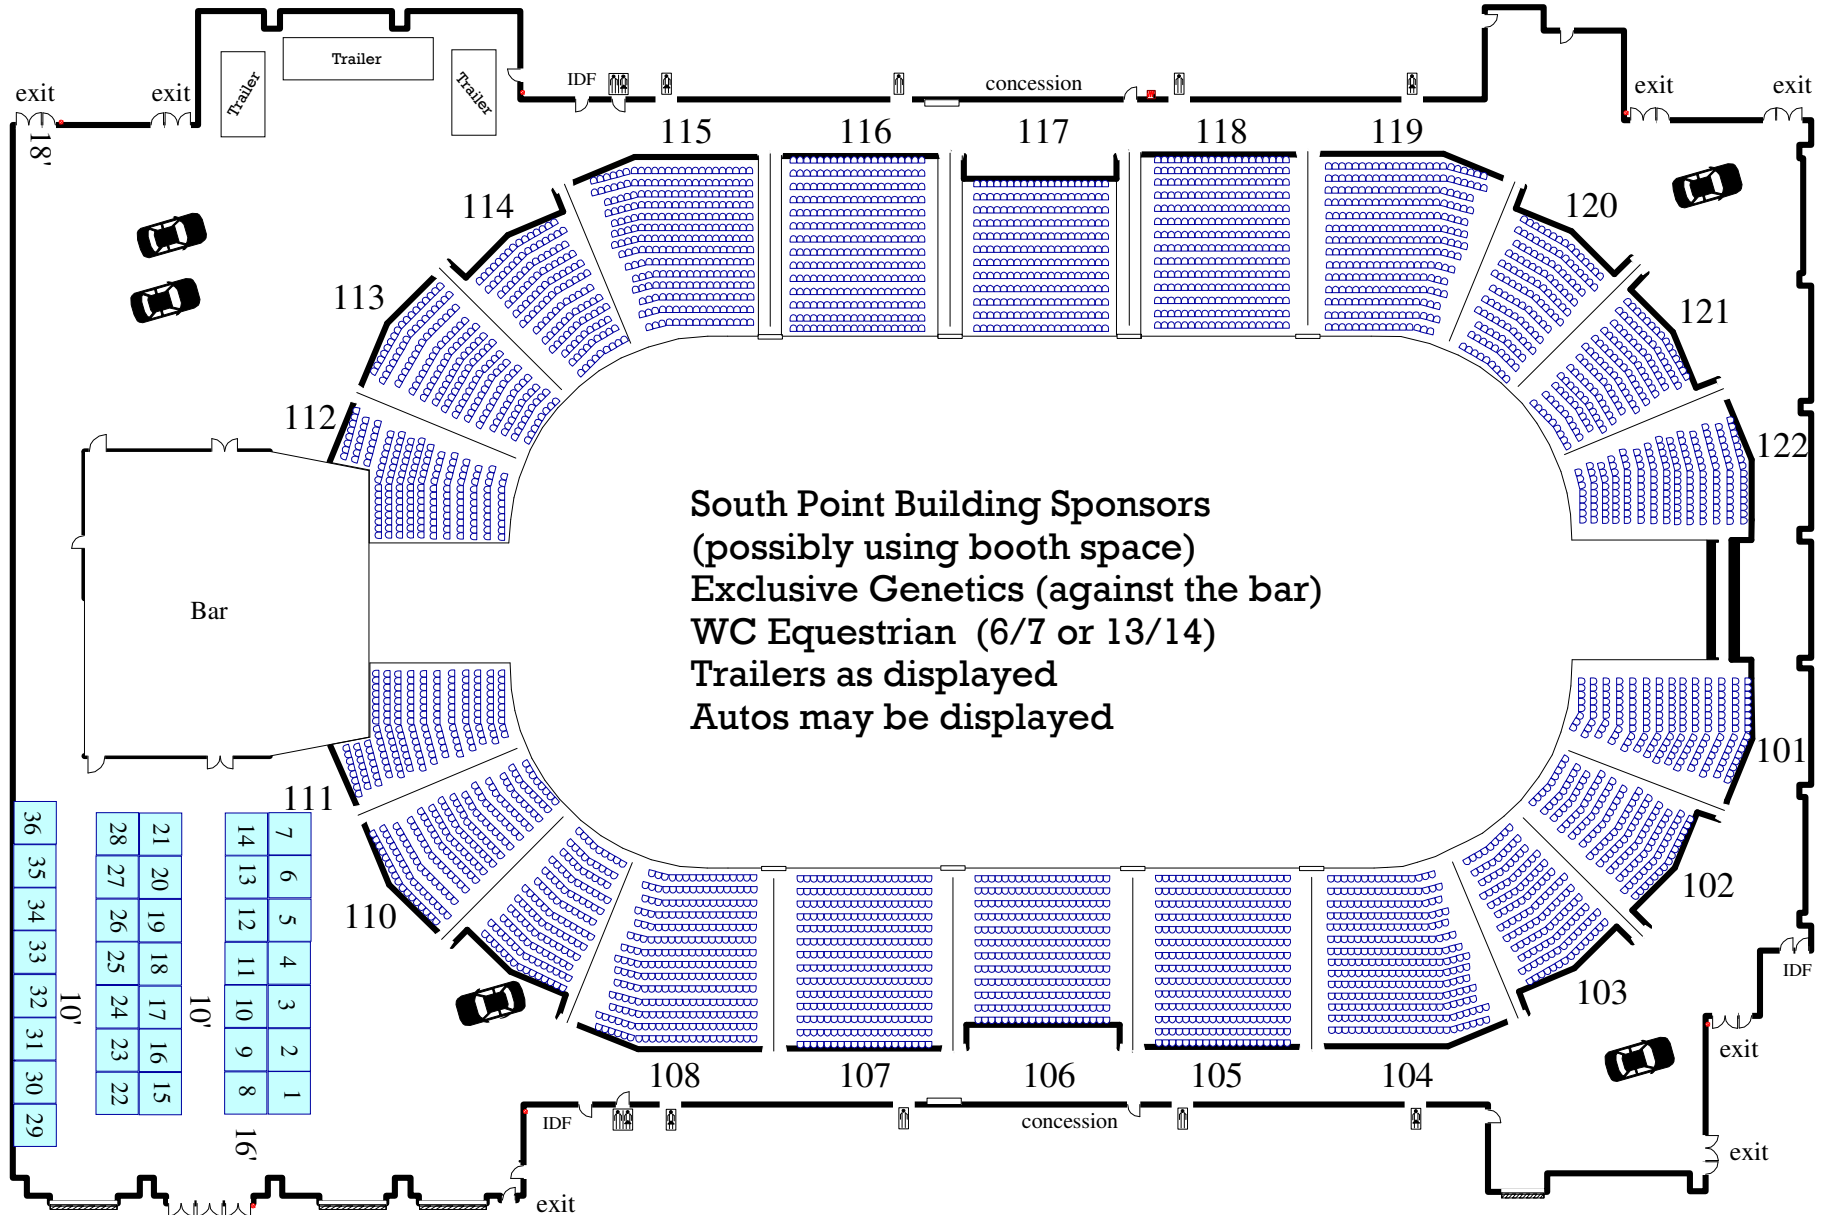 Trailer
Trailer
Trailer
IDF
concession
exit
exit
exit
exit
18'
115
116
117
118
119
114
120
113
121
112
122
South Point Building Sponsors
(possibly using booth space)
Exclusive Genetics (against the bar)
WC Equestrian (6/7 or 13/14)
Trailers as displayed
Autos may be displayed
Bar
101
111
102
110
103
36
35
34
33
32
31
30
29
10'
28
27
26
25
24
23
22
21
20
19
18
17
16
15
10'
14
13
12
11
10
9
8
7
6
5
4
3
2
1
16'
IDF
exit
108
107
106
105
104
IDF
concession
exit
exit